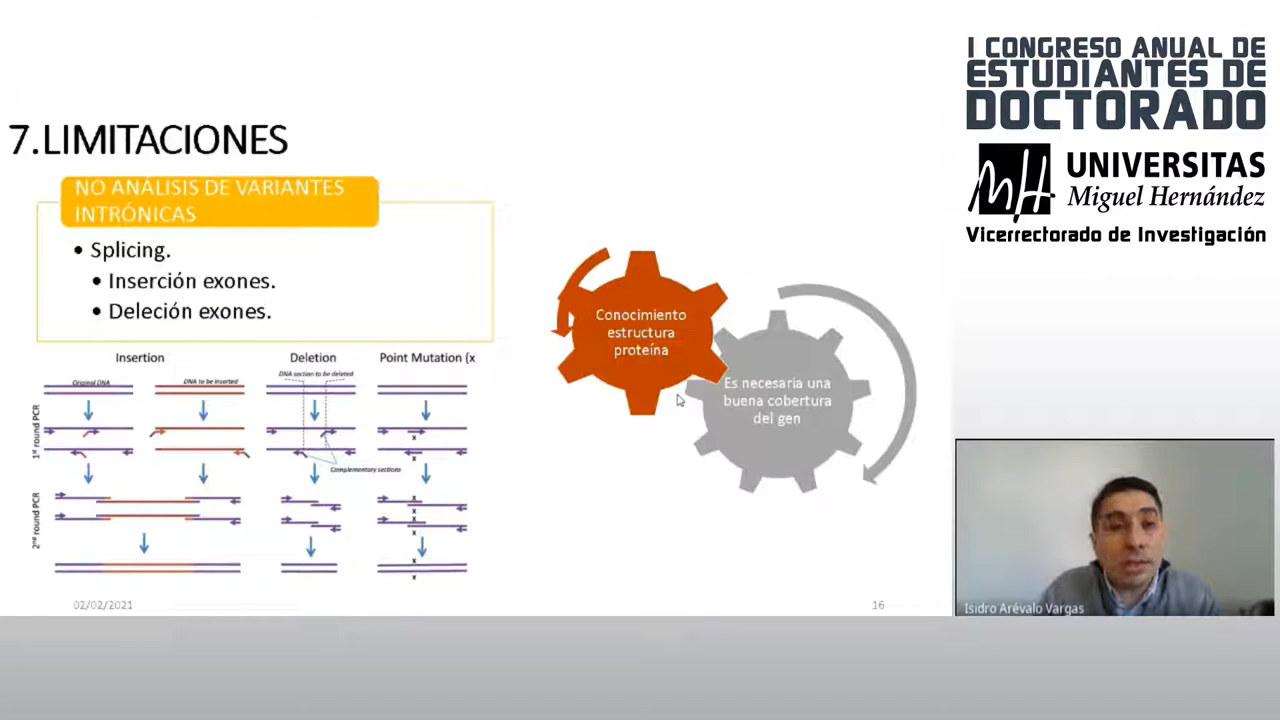 7.LIMITACIONES
NO ANÁLISIS DE VARIANTES
INTRÓNICAS
• Splicing.
• Inserción exones.
• Deleción exones.
Insertion
Deletion
Point Mutation (x
Original DNA
DNA to be inserted
DNA section to be deleted
1st round PCR
x
x
Complementary sections
2nd round PCR
x
x
x
x
x
x
02/02/2021
16
Conocimiento
estructura
proteína
Es necesaria una
buena cobertura
del gen
I CONGRESO ANUAL DE
ESTUDIANTES DE
DOCTORADO
UNIVERSITAS
Miguel Hernández
Vicerrectorado de Investigación
Isidro Arévalo Vargas